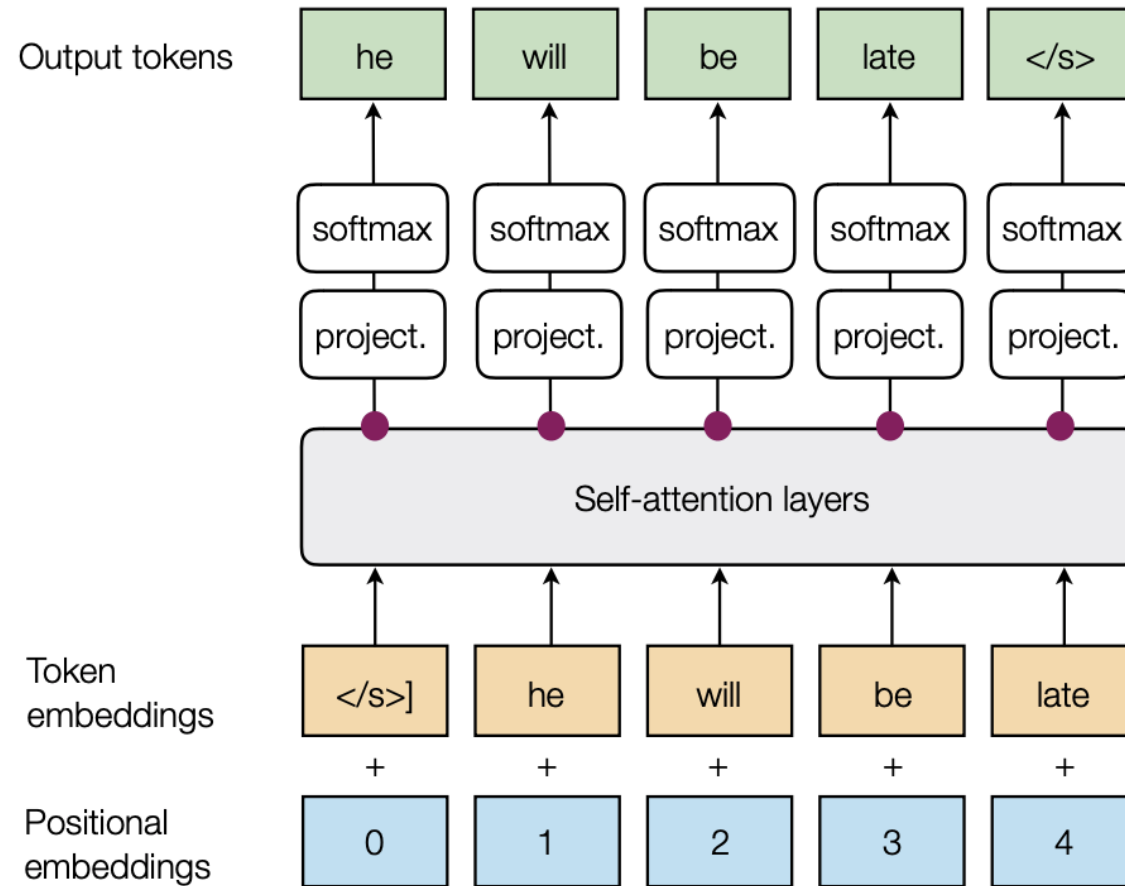 Output tokens he will be late </s>
softmax softmax softmax softmax softmax
project. project. project. project. project.
Self-attention layers
Token
embeddings
</s>] he will be late
+ + + + +
Positional
embeddings
0 1 2 3 4